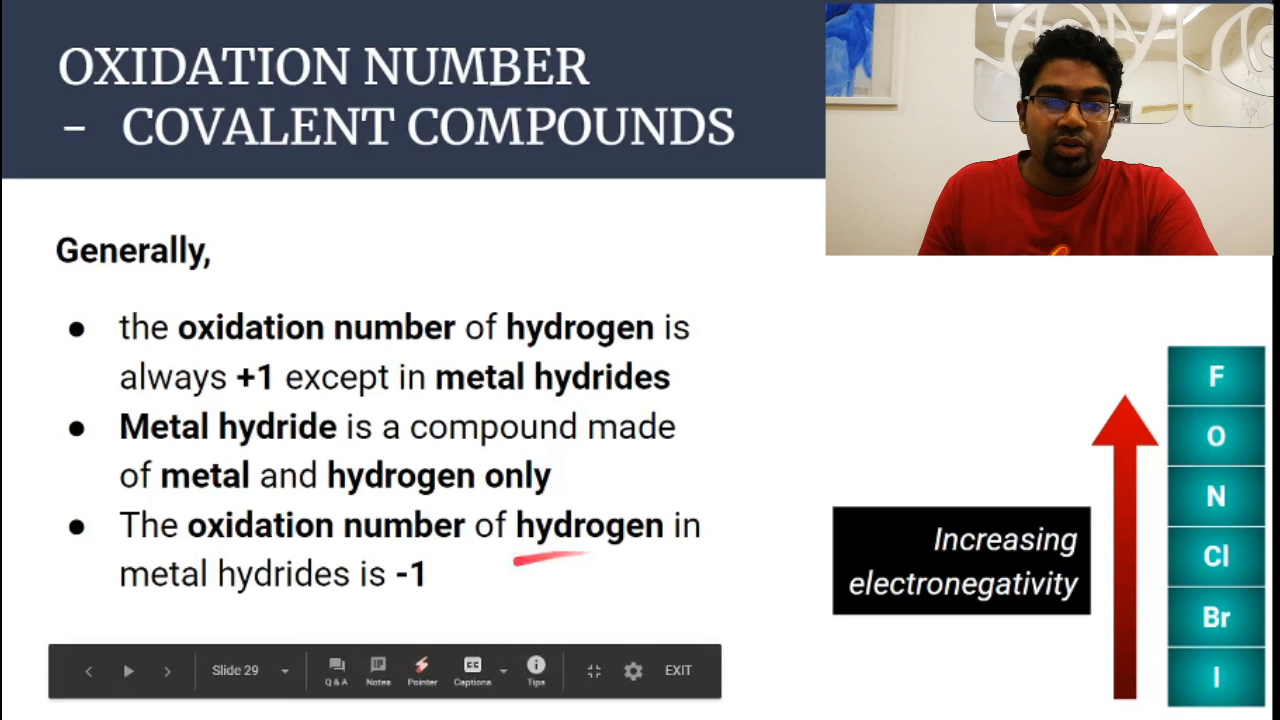 OXIDATION NUMBER
- COVALENT COMPOUNDS
Generally,
● the oxidation number of hydrogen is
always +1 except in metal hydrides
● Metal hydride is a compound made
of metal and hydrogen only
● The oxidation number of hydrogen in
metal hydrides is -1
Increasing
electronegativity
F
O
N
Cl
Br
I
Slide 29
Q & A
Notes
Pointer
CC
Captions
Tips
EXIT